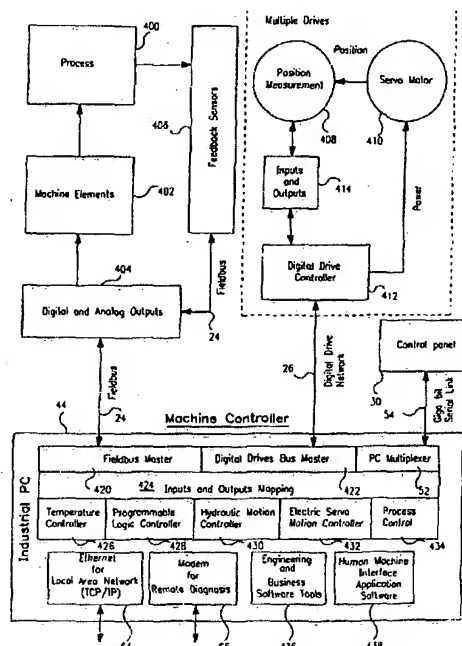 400
Multiple Drives
Process
Position
Position
Measurement
Servo Motor
406
Feedback Sensors
408
410
Machine Elements
402
Inputs
and
Outputs
414
Power
404
Digital Drive
Controller
412
Digital and Analog Outputs
Fieldbus
24
26
Digital Drive
Network
Control panel
30
54
Giga bit
Serial Link
Fieldbus
24
44
Machine Controller
Industrial PC
Fieldbus Master
Digital Drives Bus Master
PC Multiplexer
420
424
Inputs and Outputs Mapping
422
52
Temperature
Controller
Programmable
Logic Controller
Hydraulic Motion
Controller
Electric Servo
Motion Controller
Process
Control
426
428
430
432
434
Ethernet
for
Local Area Network
(TCP/IP)
Modem
for
Remote Diagnosis
Engineering
and
Business
Software Tools
Human Machine
Interface
Application
Software